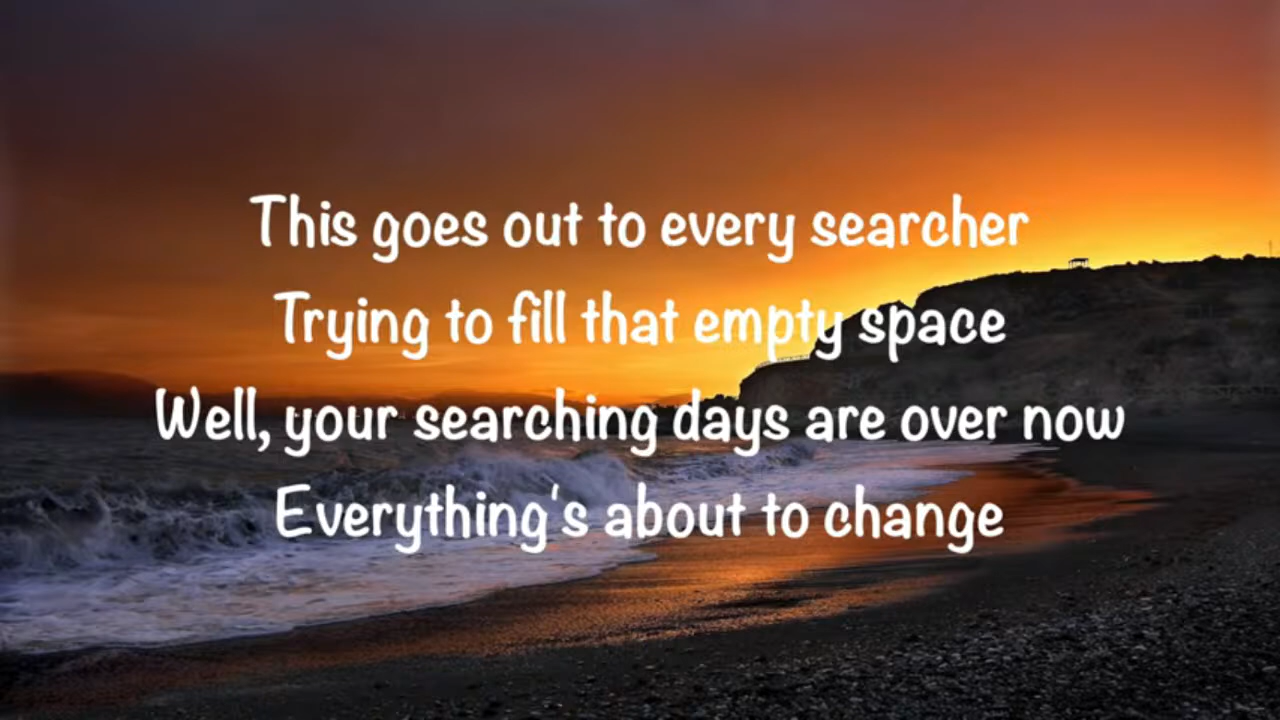 This goes out to every searcher
Trying to fill that empty space
Well, your searching days are over now
Everything's about to change